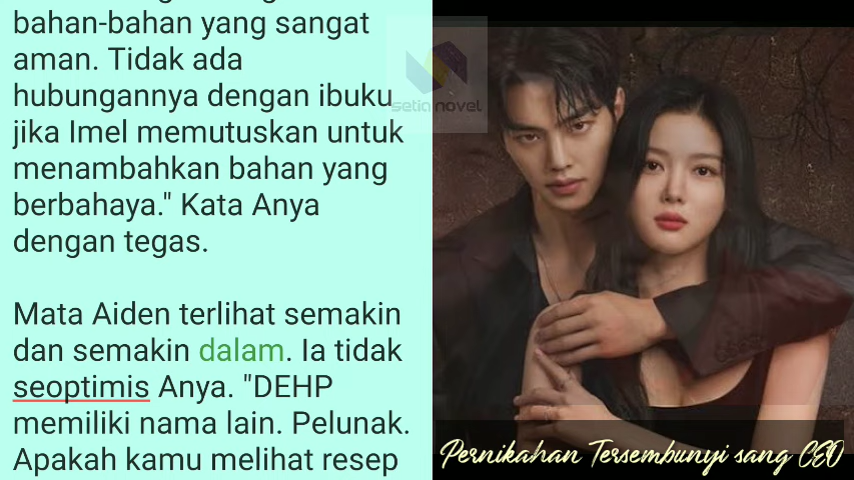 bahan-bahan yang sangat
aman. Tidak ada
hubungannya dengan ibuku
jika Imel memutuskan untuk
menambahkan bahan yang
berbahaya." Kata Anya
dengan tegas.
Mata Aiden terlihat semakin
dan semakin dalam. Ia tidak
seoptimis Anya. "DEHP
memiliki nama lain. Pelunak.
Apakah kamu melihat resep
setia novel
Pernikahan Tersembunyi sang CEO